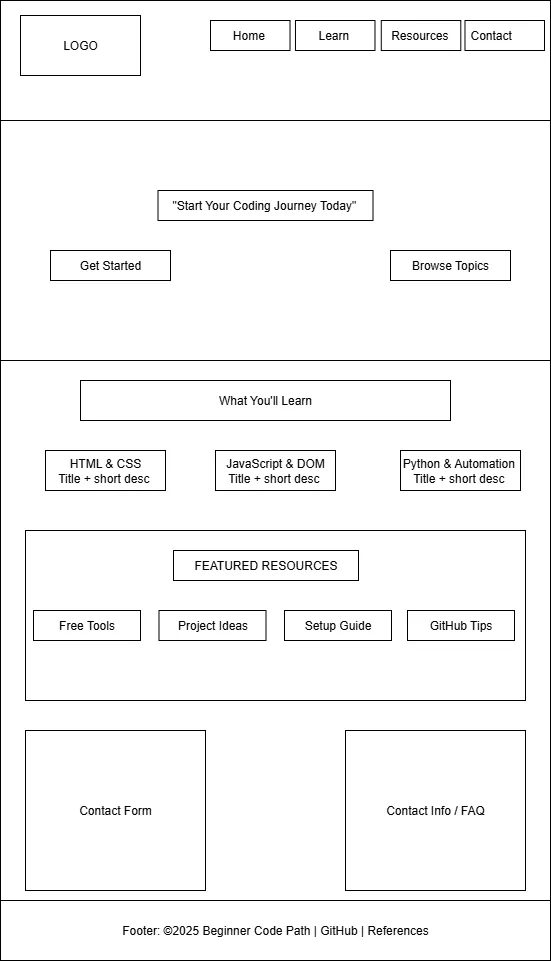 LOGO
Home
Learn
Resources
Contact
"Start Your Coding Journey Today"
Get Started
Browse Topics
What You'll Learn
HTML & CSS
Title + short desc
JavaScript & DOM
Title + short desc
Python & Automation
Title + short desc
FEATURED RESOURCES
Free Tools
Project Ideas
Setup Guide
GitHub Tips
Contact Form
Contact Info / FAQ
Footer: ©2025 Beginner Code Path | GitHub | References